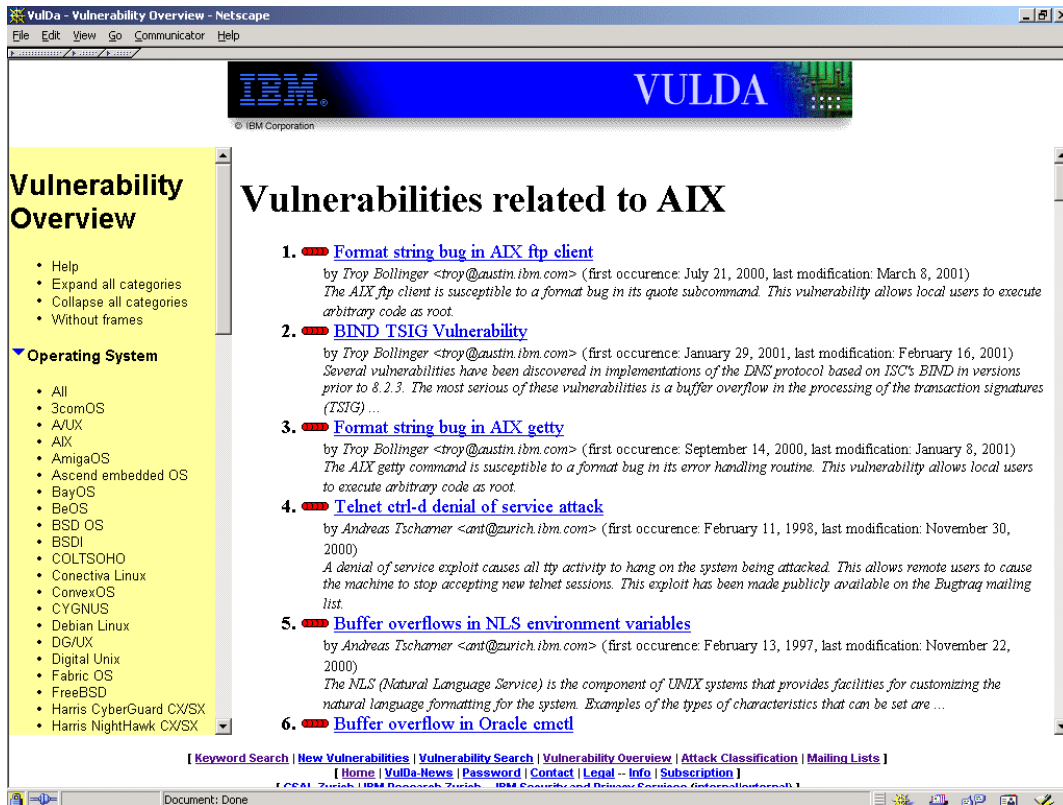 VulDa - Vulnerability Overview - Netscape
File Edit View Go Communicator Help
IBM® VULDA
© IBM Corporation
Vulnerability
Overview
• Help
• Expand all categories
• Collapse all categories
• Without frames
Operating System
• All
• 3comOS
• A/UX
• AIX
• AmigaOS
• Ascend embedded OS
• BayOS
• BeOS
• BSD OS
• BSDI
• COLTSOHO
• Conectiva Linux
• ConvexOS
• CYGNUS
• Debian Linux
• DG/UX
• Digital Unix
• Fabric OS
• FreeBSD
• Harris CyberGuard CX/SX
• Harris NightHawk CX/SX
Vulnerabilities related to AIX
1. Format string bug in AIX ftp client
by Troy Bollinger <troy@austin.ibm.com> (first occurence: July 21, 2000, last modification: March 8, 2001)
The AIX ftp client is susceptible to a format bug in its quote subcommand. This vulnerability allows local users to execute
arbitrary code as root.
2. BIND TSIG Vulnerability
by Troy Bollinger <troy@austin.ibm.com> (first occurence: January 29, 2001, last modification: February 16, 2001)
Several vulnerabilities have been discovered in implementations of the DNS protocol based on ISC's BIND in versions
prior to 8.2.3. The most serious of these vulnerabilities is a buffer overflow in the processing of the transaction signatures
(TSIG) ...
3. Format string bug in AIX getty
by Troy Bollinger <troy@austin.ibm.com> (first occurence: September 14, 2000, last modification: January 8, 2001)
The AIX getty command is susceptible to a format bug in its error handling routine. This vulnerability allows local users
to execute arbitrary code as root.
4. Telnet ctrl-d denial of service attack
by Andreas Tscharner <ant@zurich.ibm.com> (first occurence: February 11, 1998, last modification: November 30,
2000)
A denial of service exploit causes all tty activity to hang on the system being attacked. This allows remote users to cause
the machine to stop accepting new telnet sessions. This exploit has been made publicly available on the Bugtraq mailing
list.
5. Buffer overflows in NLS environment variables
by Andreas Tscharner <ant@zurich.ibm.com> (first occurence: February 13, 1997, last modification: November 22,
2000)
The NLS (Natural Language Service) is the component of UNIX systems that provides facilities for customizing the
natural language formatting for the system. Examples of the types of characteristics that can be set are ...
6. Buffer overflow in Oracle cmctl
[ Keyword Search | New Vulnerabilities | Vulnerability Search | Vulnerability Overview | Attack Classification | Mailing Lists ]
[ Home | VulDa-News | Password | Contact | Legal -- Info | Subscription ]
[ GSAL Zurich | IBM Research Zurich -- IBM Security and Privacy Services (internal/external) ]
Document: Done